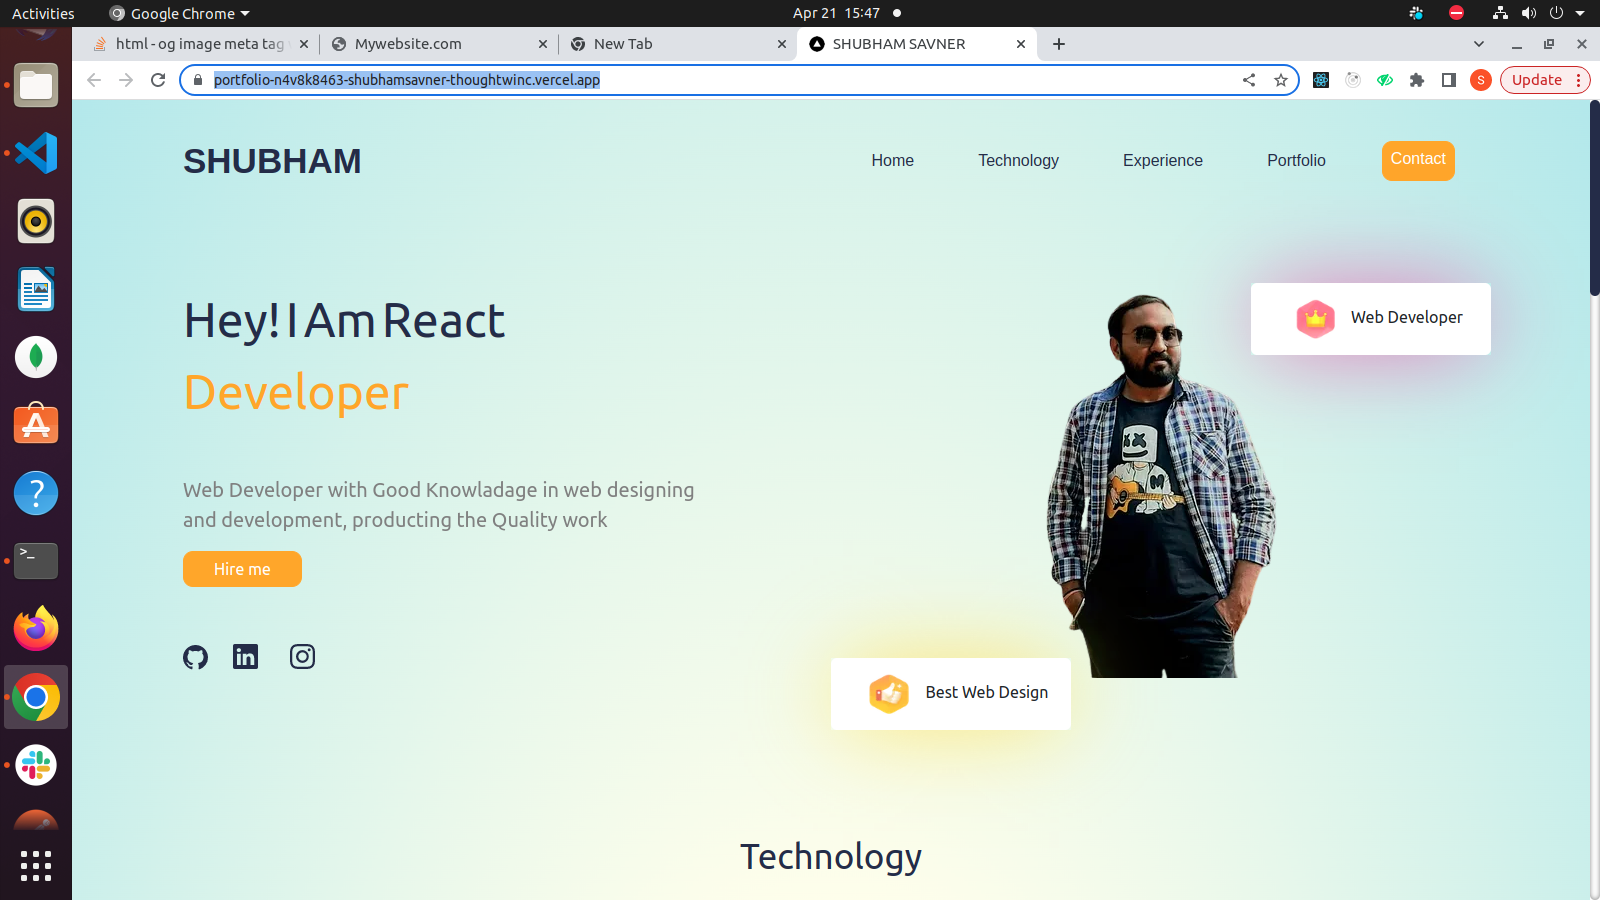 Activities
Google Chrome
Apr 21 15:47
html - og image meta tag
Mywebsite.com
New Tab
SHUBHAM SAVNER
portfolio-n4v8k8463-shubhamsavner-thoughtwinc.vercel.app
S
Update
SHUBHAM
Home
Technology
Experience
Portfolio
Contact
Hey! I Am React
Developer
Web Developer
Web Developer with Good Knowladage in web designing
and development, producting the Quality work
Hire me
Best Web Design
Technology